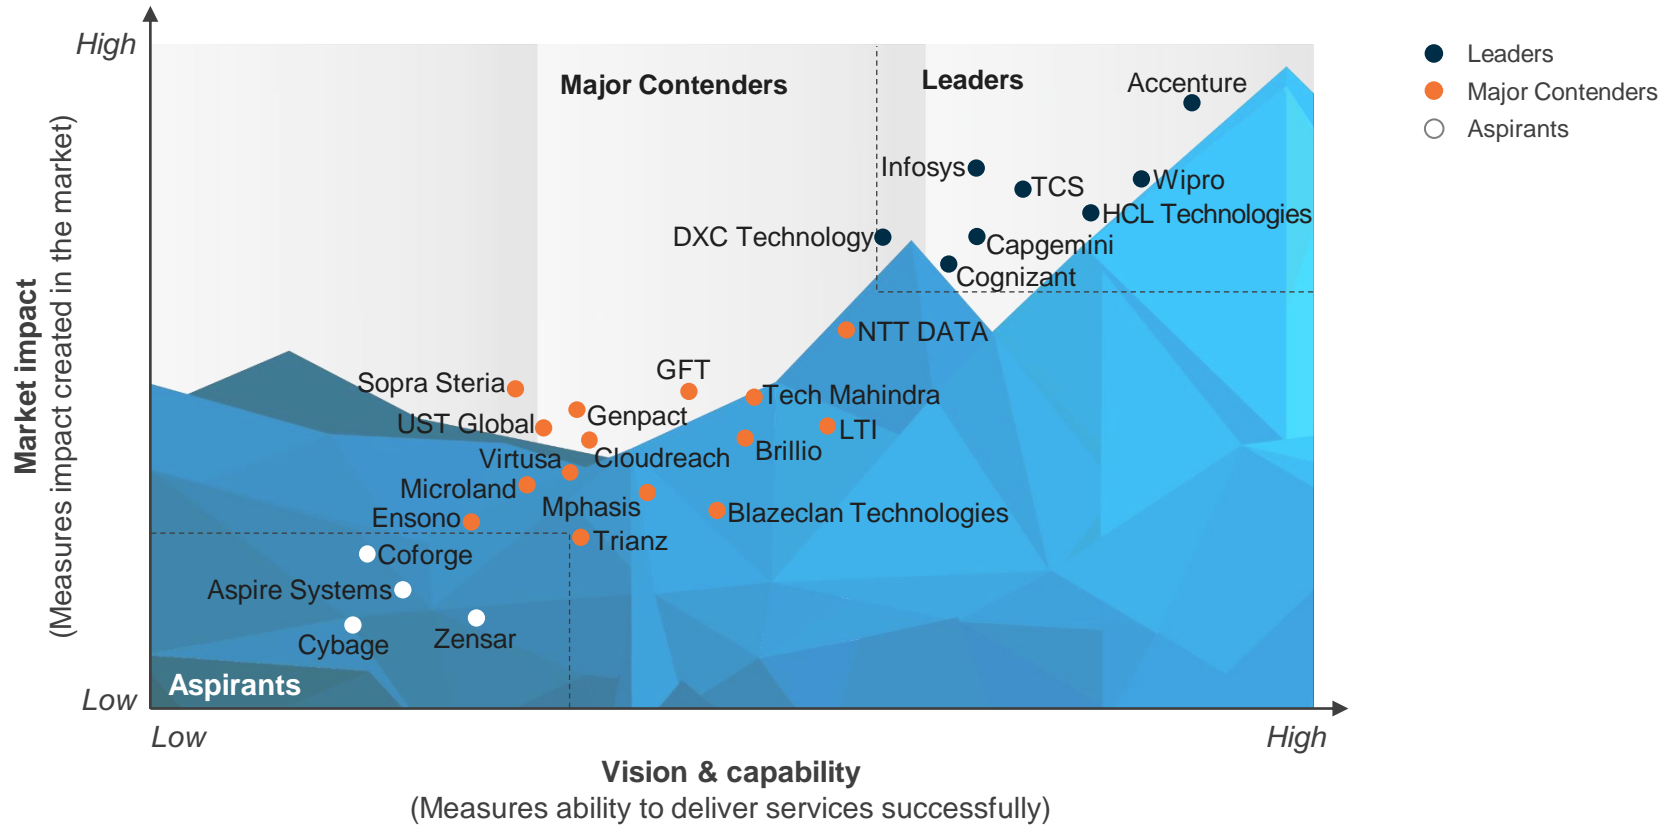 High
Major Contenders
Leaders
Accenture
Leaders
Major Contenders
Aspirants
Infosys
TCS
Wipro
HCL Technologies
DXC Technology
Capgemini
Cognizant
NTT DATA
GFT
Sopra Steria
Tech Mahindra
Genpact
UST Global
LTI
Brillio
Virtusa
Cloudreach
Microland
Mphasis
Blazeclan Technologies
Ensono
Trianz
Coforge
Aspire Systems
Cybage
Zensar
Aspirants
Market impact
(Measures impact created in the market)
Low
Low
High
Vision & capability
(Measures ability to deliver services successfully)